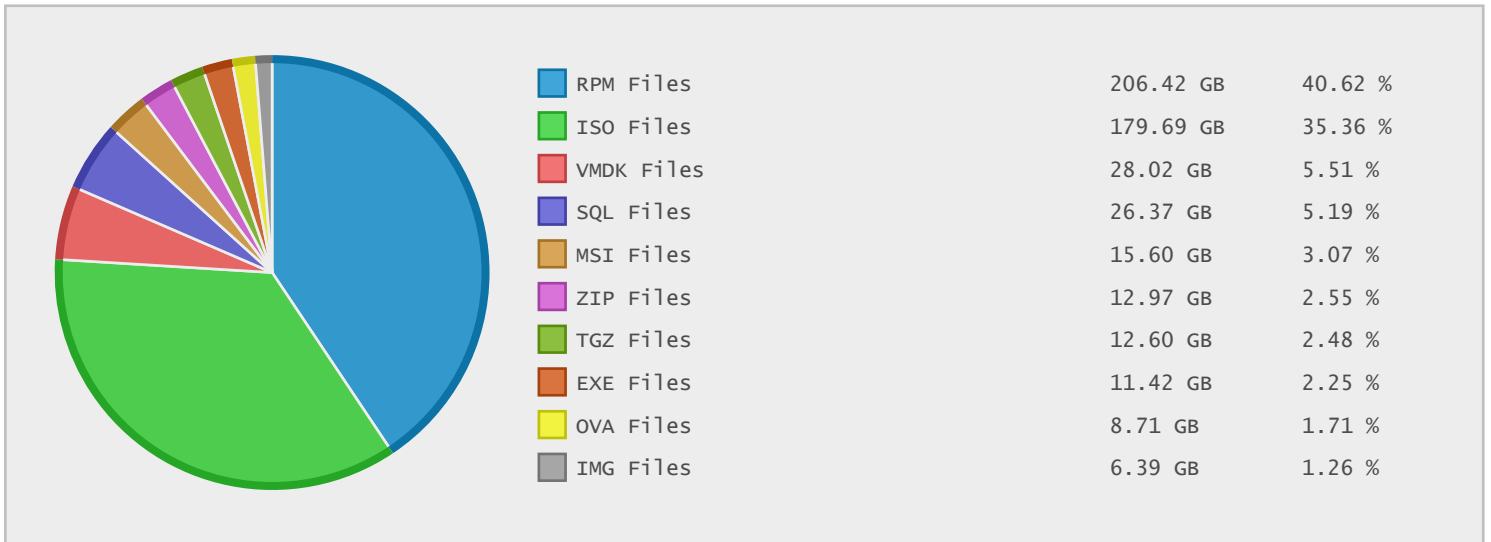 RPM Files 206.42 GB 40.62 %
ISO Files 179.69 GB 35.36 %
VMDK Files 28.02 GB 5.51 %
SQL Files 26.37 GB 5.19 %
MSI Files 15.60 GB 3.07 %
ZIP Files 12.97 GB 2.55 %
TGZ Files 12.60 GB 2.48 %
EXE Files 11.42 GB 2.25 %
OVA Files 8.71 GB 1.71 %
IMG Files 6.39 GB 1.26 %